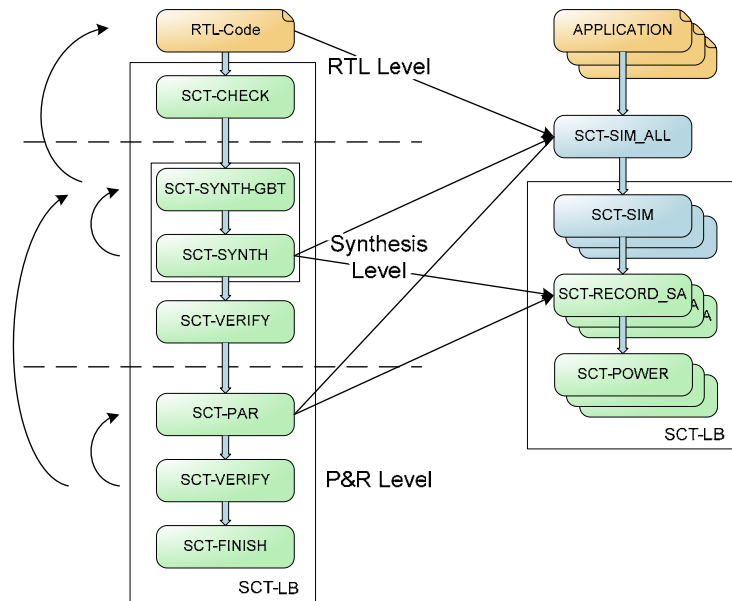 RTL-Code
APPLICATION
RTL Level
SCT-CHECK
SCT-SIM_ALL
SCT-SYNTH-GBT
SCT-SIM
SCT-SYNTH
Synthesis
Level
SCT-RECORD_SA
A
A
SCT-VERIFY
SCT-POWER
SCT-PAR
SCT-LB
SCT-VERIFY
P&R Level
SCT-FINISH
SCT-LB